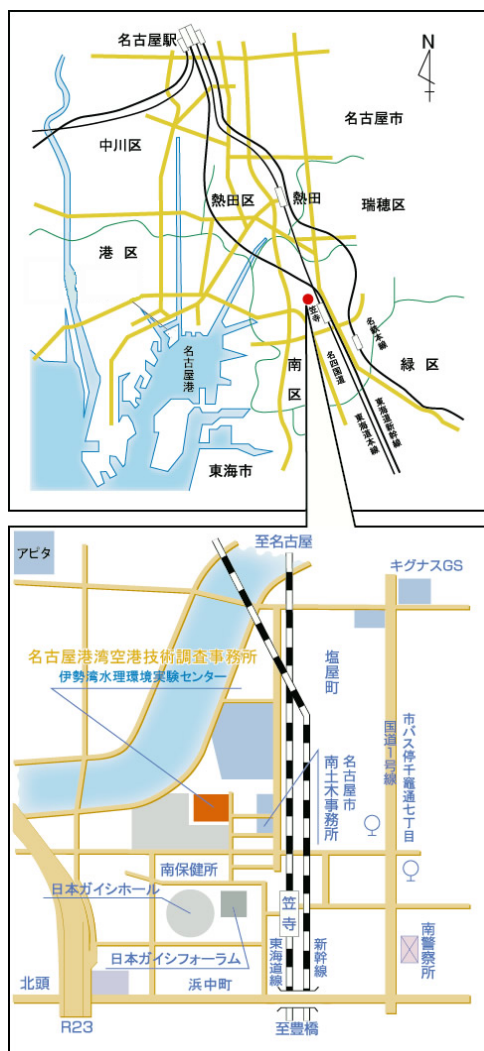 名古屋駅
N
名古屋市
中川区
熱田区
熱田
瑞穂区
港区
笠寺
名鉄本線
名古屋港
南区
名四国道
緑区
東海道新幹線
東海道本線
東海市
アピタ
至名古屋
キグナスGS
名古屋港湾空港技術調査事務所
伊勢湾水理環境実験センター
塩屋町
市バス停千竈通七丁目
国道1号線
名古屋市
南土木事務所
南保健所
日本ガイシホール
笠寺
日本ガイシフォーラム
東海道線
新幹線
南警察所
北頭
浜中町
R23
至豊橋